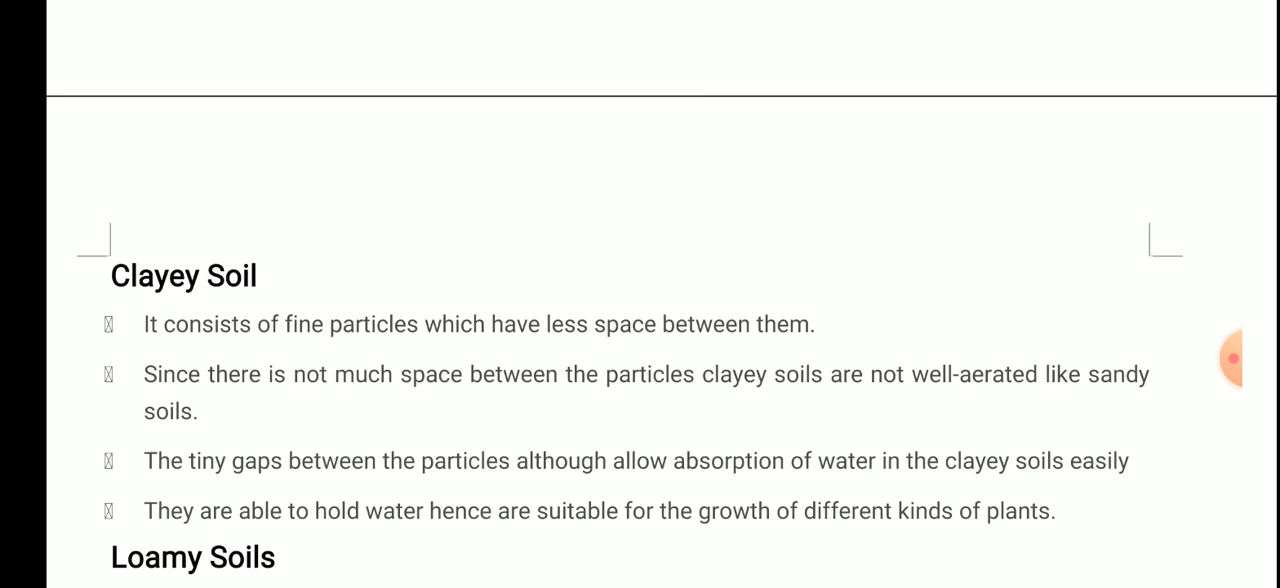 Clayey Soil
It consists of fine particles which have less space between them.
Since there is not much space between the particles clayey soils are not well-aerated like sandy
soils.
The tiny gaps between the particles although allow absorption of water in the clayey soils easily
They are able to hold water hence are suitable for the growth of different kinds of plants.
Loamy Soils